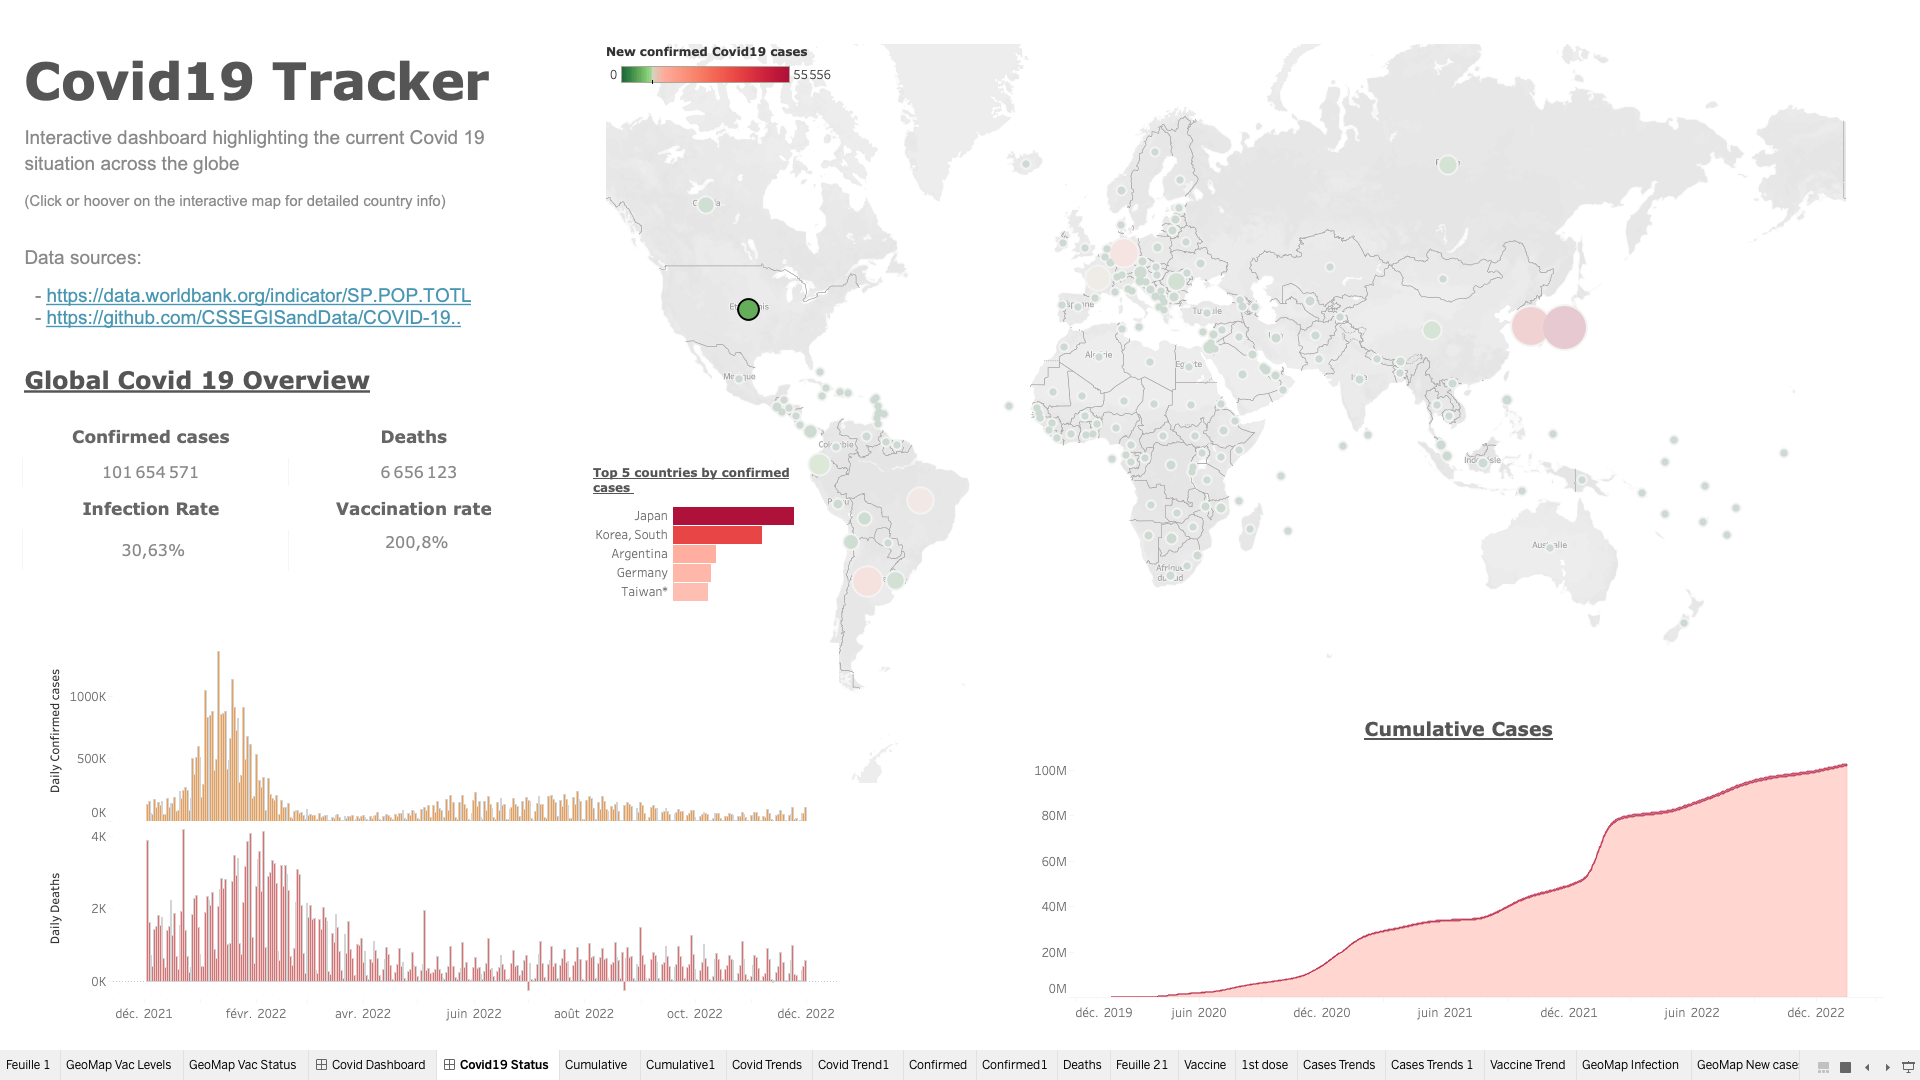 Covid19 Tracker
Interactive dashboard highlighting the current Covid 19
situation across the globe
(Click or hoover on the interactive map for detailed country info)
Data sources:
- https://data.worldbank.org/indicator/SP.POP.TOTL
- https://github.com/CSSEGISandData/COVID-19..
Global Covid 19 Overview
Confirmed cases
Deaths
101 654 571
6 656 123
Infection Rate
Vaccination rate
30,63%
200,8%
New confirmed Covid19 cases
0
55 556
Top 5 countries by confirmed
cases
Japan
Korea, South
Argentina
Germany
Taiwan*
Daily Confirmed cases
1000K
500K
0K
Daily Deaths
4K
2K
0K
déc. 2021
févr. 2022
avr. 2022
juin 2022
août 2022
oct. 2022
déc. 2022
Cumulative Cases
100M
80M
60M
40M
20M
0M
déc. 2019
juin 2020
déc. 2020
juin 2021
déc. 2021
juin 2022
déc. 2022
Feuille 1
GeoMap Vac Levels
GeoMap Vac Status
Covid Dashboard
Covid19 Status
Cumulative
Cumulative1
Covid Trends
Covid Trend1
Confirmed
Confirmed1
Deaths
Feuille 21
Vaccine
1st dose
Cases Trends
Cases Trends 1
Vaccine Trend
GeoMap Infection
GeoMap New case